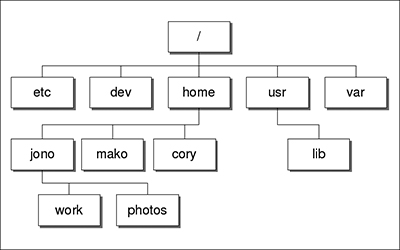 /
etc dev home usr var
jono mako cory lib
work photos